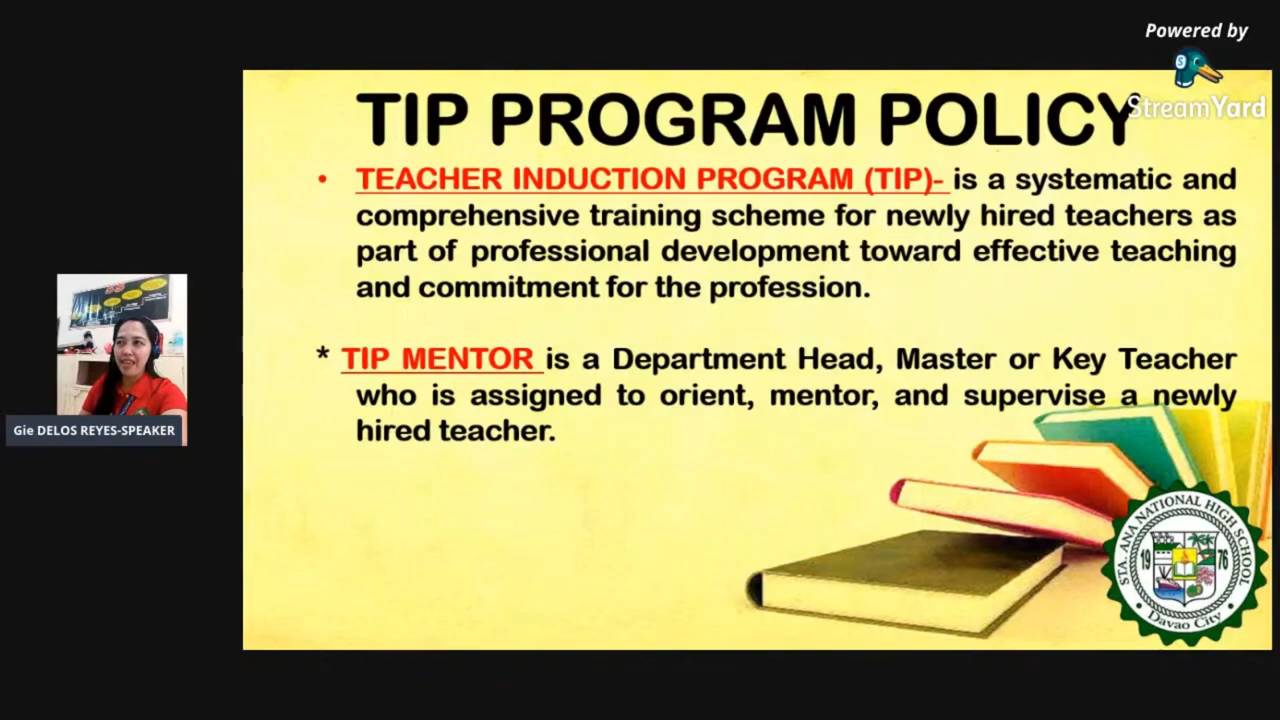 Powered by
StreamYard
TIP PROGRAM POLICY
• TEACHER INDUCTION PROGRAM (TIP)- is a systematic and
comprehensive training scheme for newly hired teachers as
part of professional development toward effective teaching
and commitment for the profession.
* TIP MENTOR is a Department Head, Master or Key Teacher
who is assigned to orient, mentor, and supervise a newly
hired teacher.
Gie DELOS REYES-SPEAKER
STA. ANA NATIONAL HIGH SCHOOL
1976
Davao City